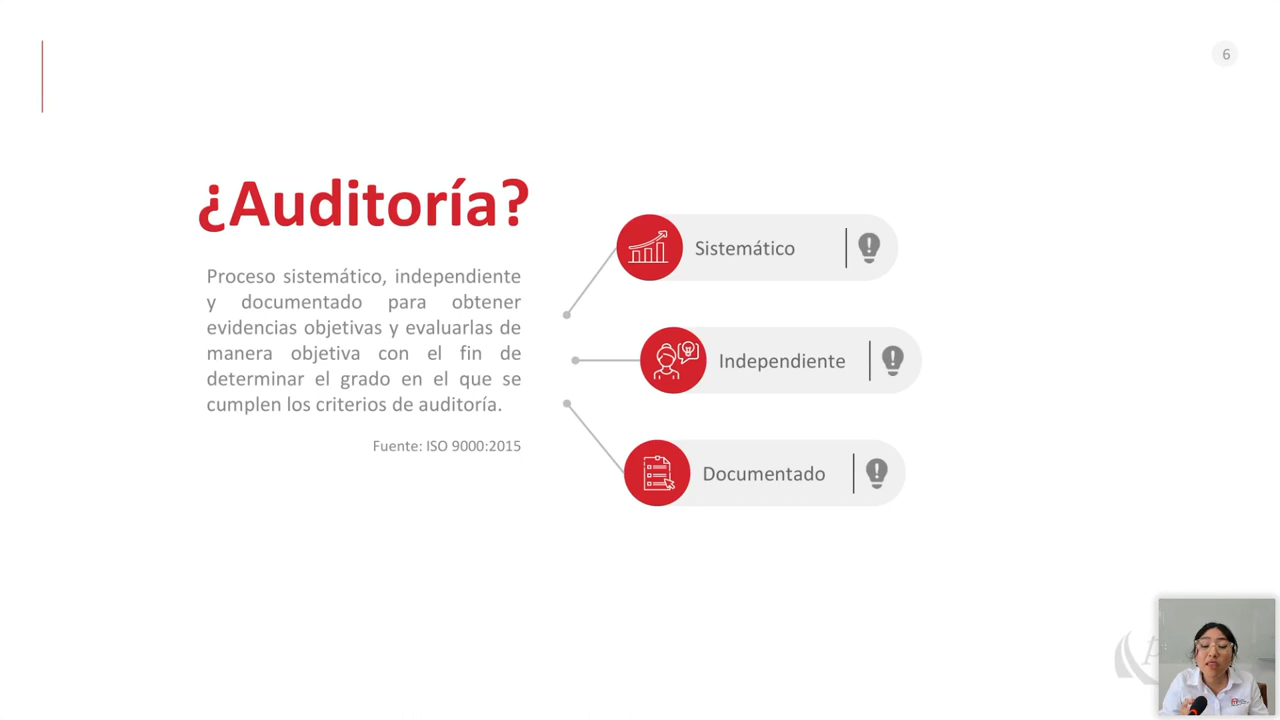 6
¿Auditoría?
Proceso sistemático, independiente
y documentado para obtener
evidencias objetivas y evaluarlas de
manera objetiva con el fin de
determinar el grado en el que se
cumplen los criterios de auditoría.
Fuente: ISO 9000:2015
Sistemático
Independiente
Documentado